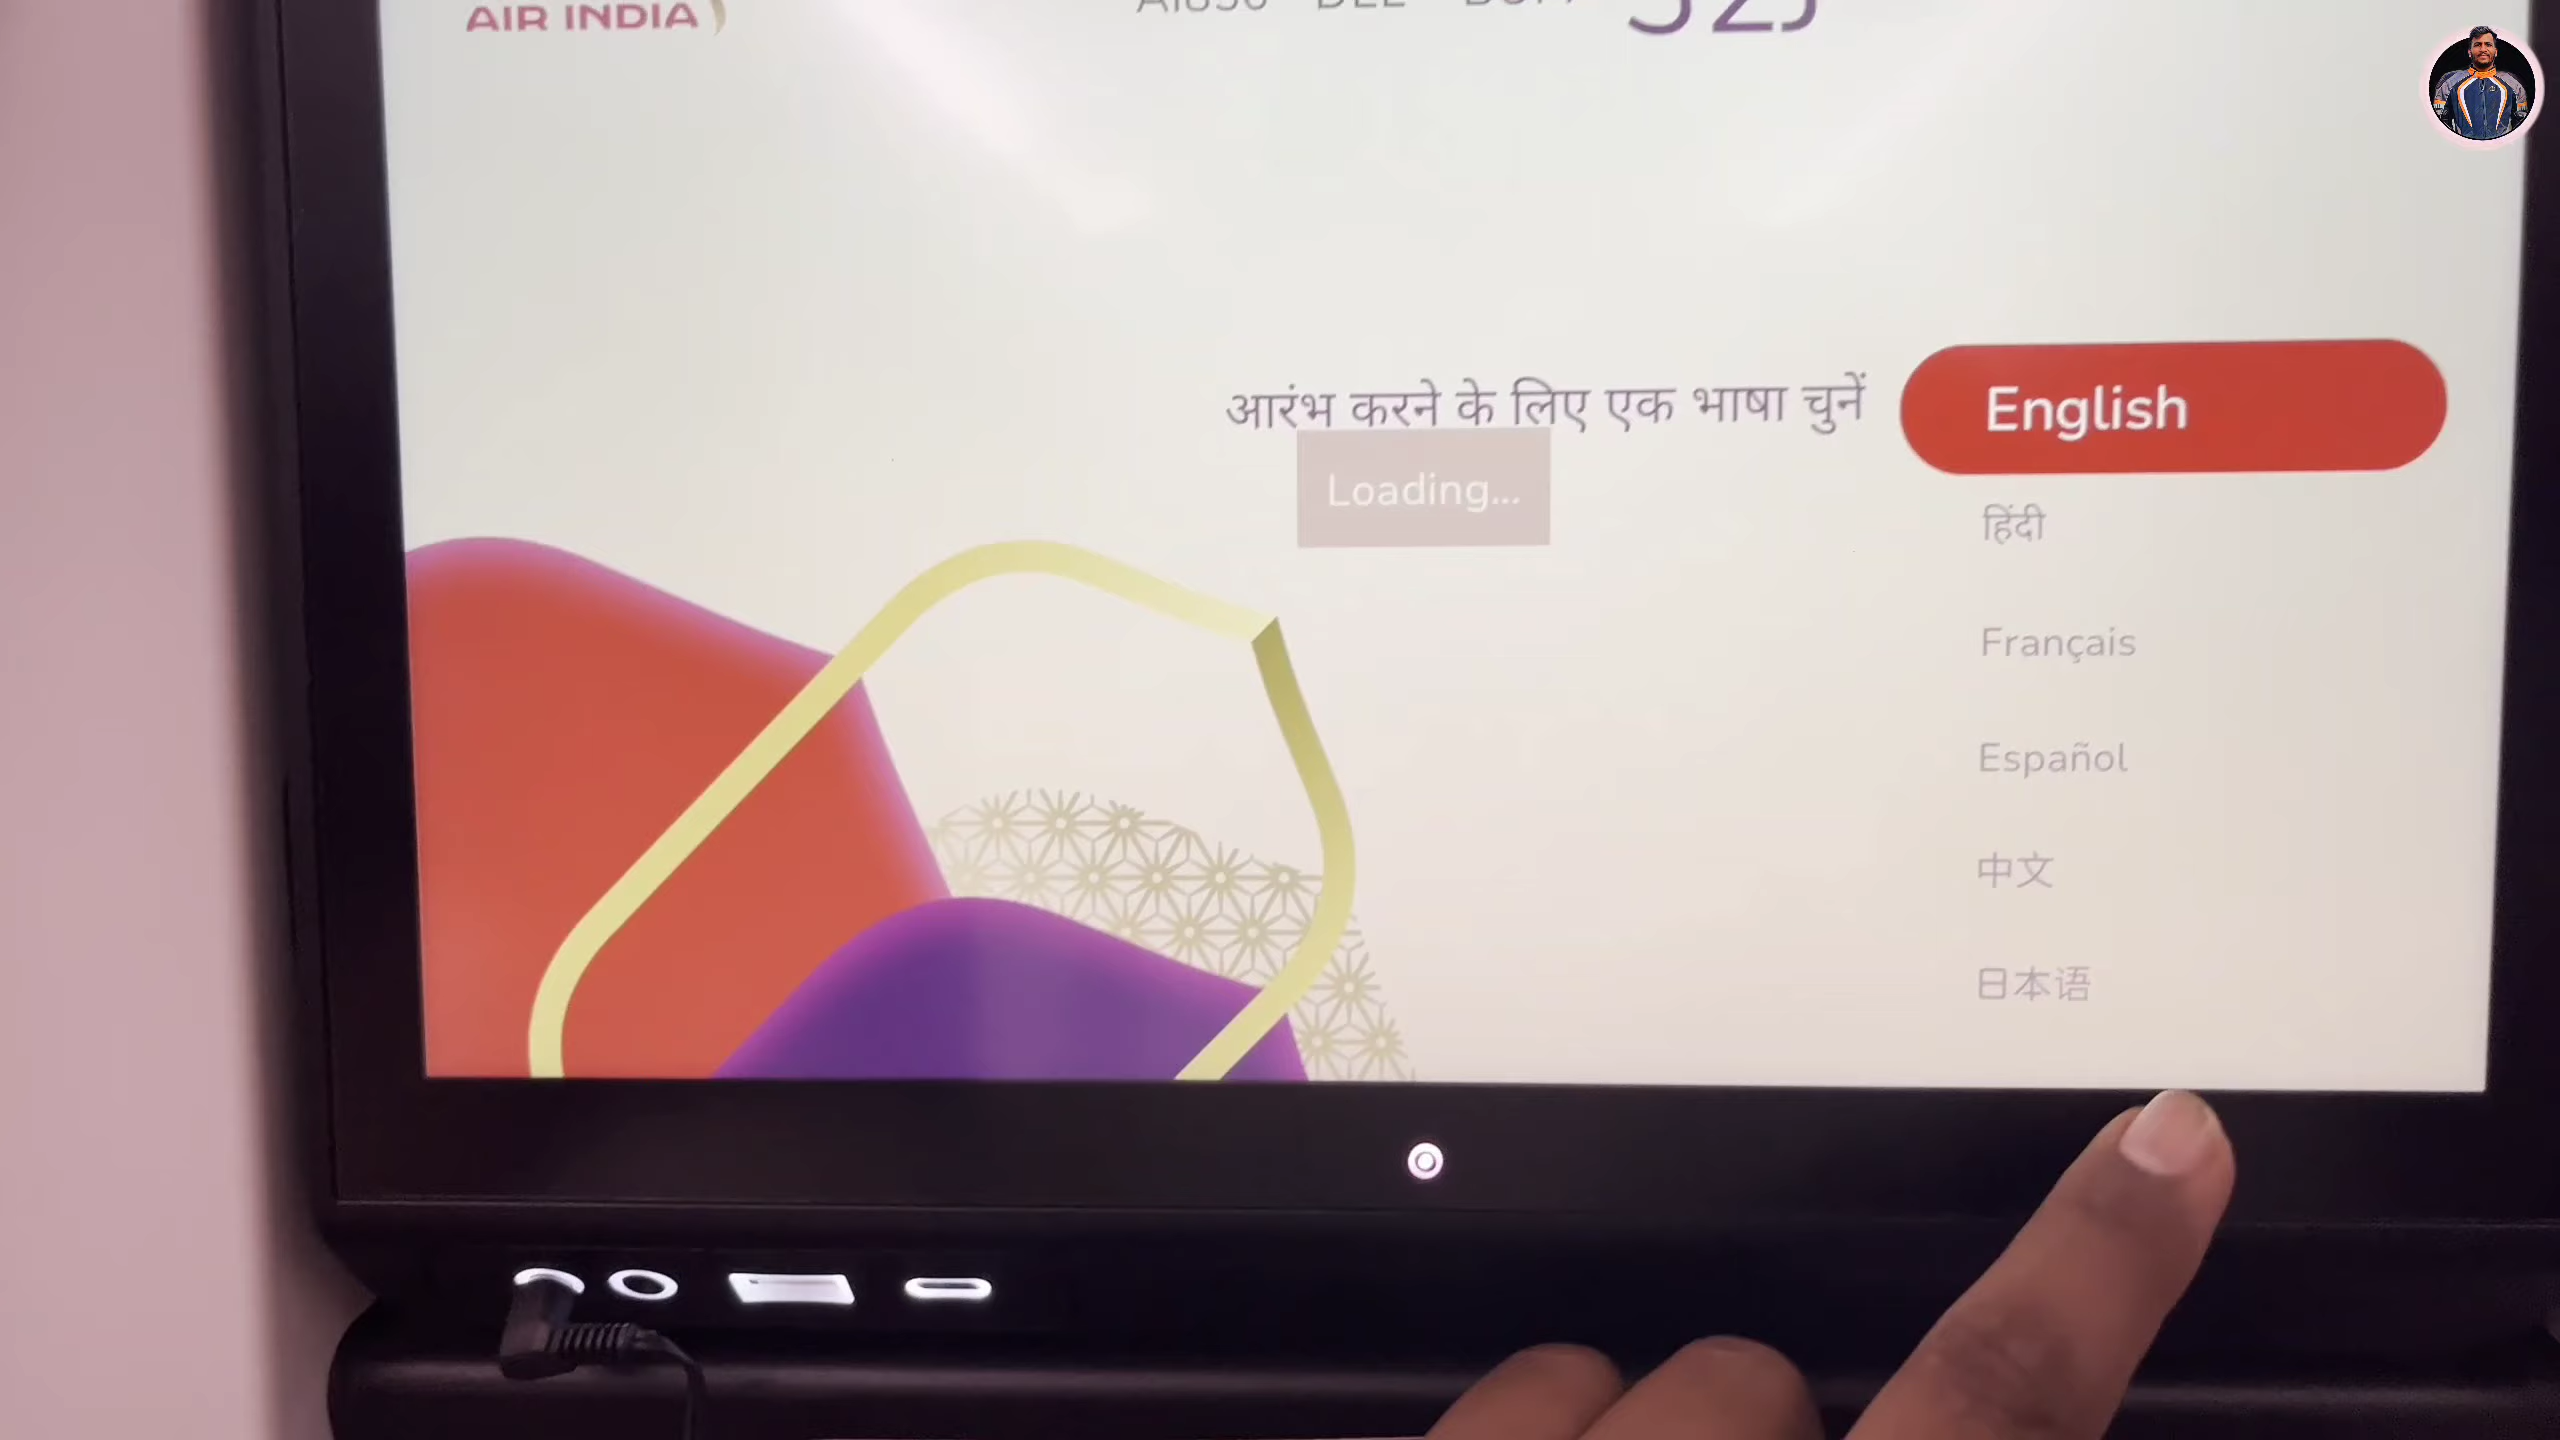 AIR INDIA
आरंभ करने के लिए एक भाषा चुनें
English
Loading...
हिंदी
Français
Español
中文
日本语